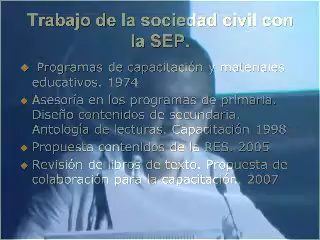 Trabajo de la sociedad civil con
la SEP.
Programas de capacitación y materiales
educativos. 1974
Asesoría en los programas de primaria.
Diseño contenidos de secundaria.
Antología de lecturas. Capacitación 1998
Propuesta contenidos de la RES. 2005
Revisión de libros de texto. Propuesta de
colaboración para la capacitación. 2007